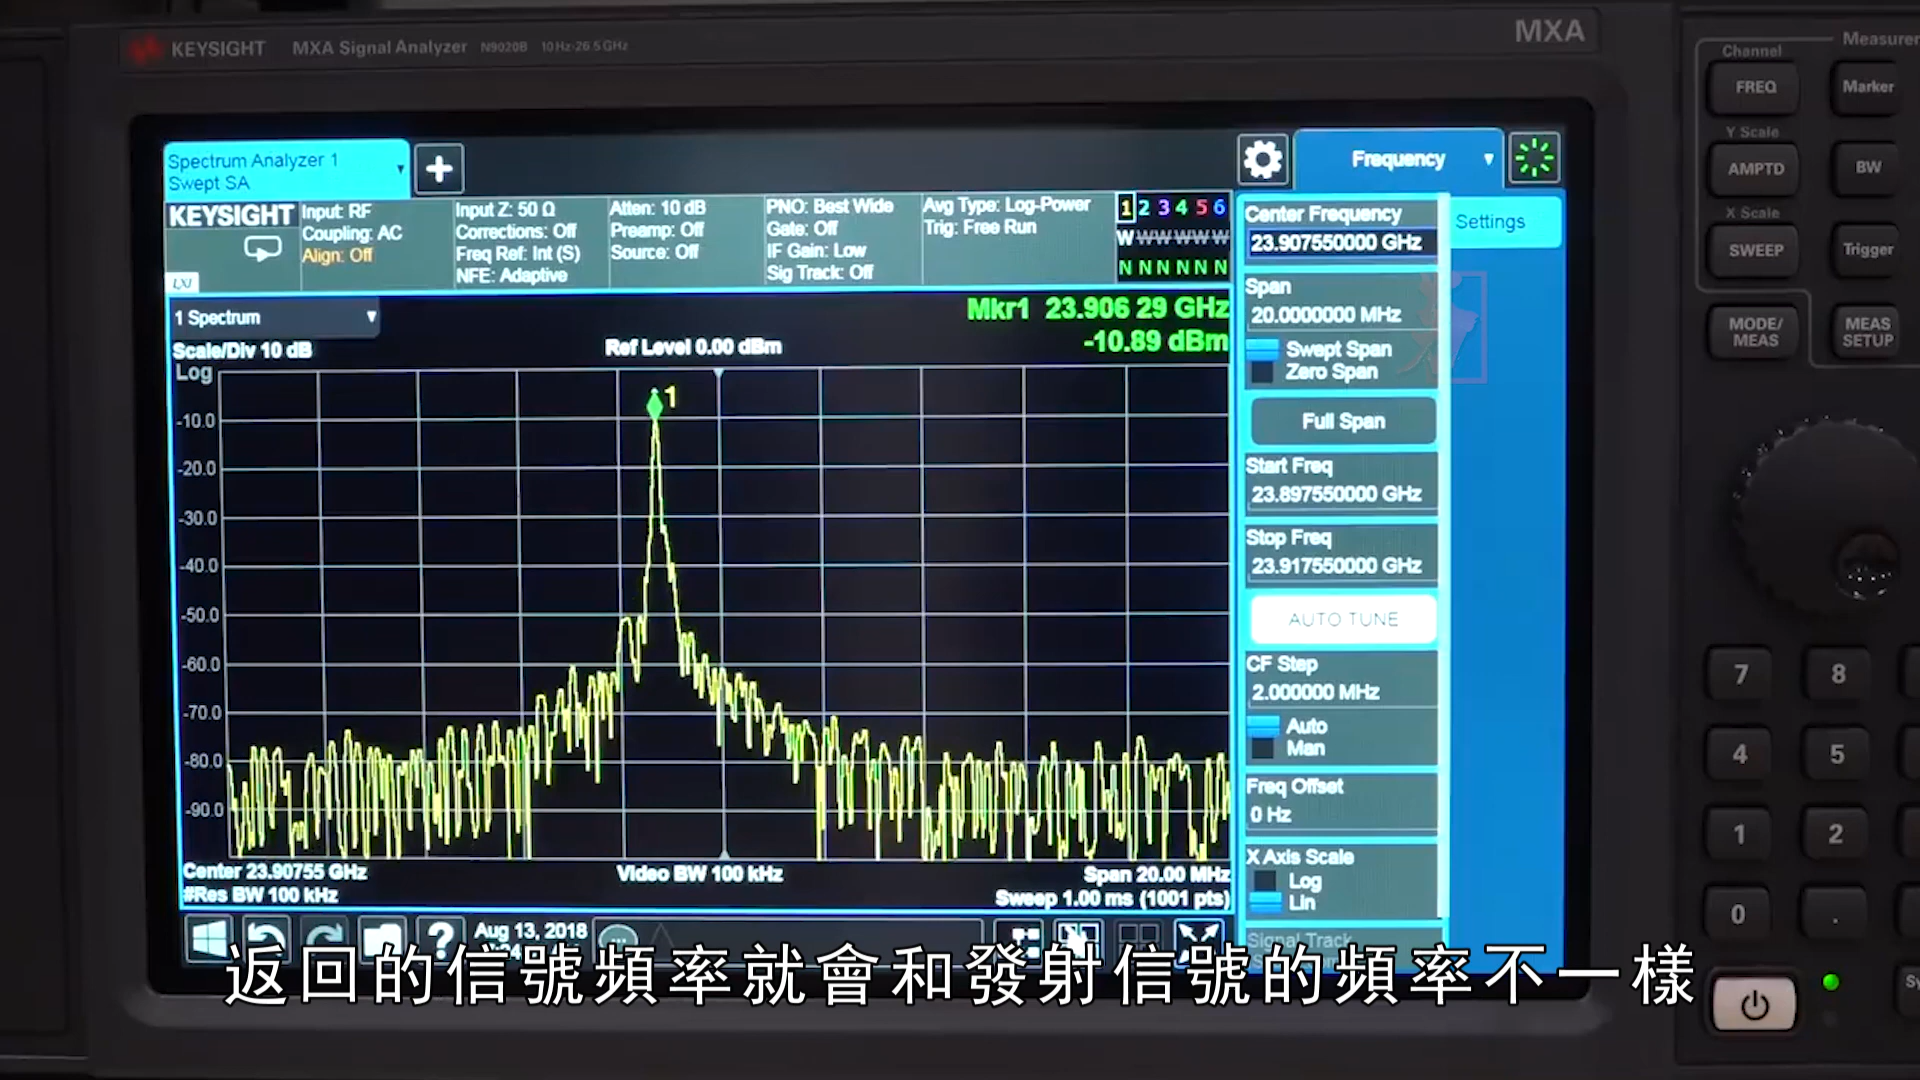 KEYSIGHT MXA Signal Analyzer N9020B 10Hz-26.5GHz
MXA
Channel
Measurer
FREQ
Marker
Y Scale
AMPTD
BW
X Scale
SWEEP
Trigger
MODE/
MEAS
MEAS
SETUP
7
8
4
5
1
2
0
.
Spectrum Analyzer 1
Swept SA
+
Frequency
KEYSIGHT
LXI
Input: RF
Coupling: AC
Align: Off
Input Z: 50 Ω
Corrections: Off
Freq Ref: Int (S)
NFE: Adaptive
Atten: 10 dB
Preamp: Off
Source: Off
PNO: Best Wide
Gate: Off
IF Gain: Low
Sig Track: Off
Avg Type: Log-Power
Trig: Free Run
1 2 3 4 5 6
W W W W W W
N N N N N N
1 Spectrum
Scale/Div 10 dB
Log
Ref Level 0.00 dBm
Mkr1 23.906 29 GHz
-10.89 dBm
1
-10.0
-20.0
-30.0
-40.0
-50.0
-60.0
-70.0
-80.0
-90.0
Center 23.90755 GHz
#Res BW 100 kHz
Video BW 100 kHz
Span 20.00 MHz
Sweep 1.00 ms (1001 pts)
Center Frequency
23.907550000 GHz
Settings
Span
20.0000000 MHz
Swept Span
Zero Span
Full Span
Start Freq
23.897550000 GHz
Stop Freq
23.917550000 GHz
AUTO TUNE
CF Step
2.000000 MHz
Auto
Man
Freq Offset
0 Hz
X Axis Scale
Log
Lin
Signal Track
?
Aug 13, 2018
返回的信號頻率就會和發射信號的頻率不一樣